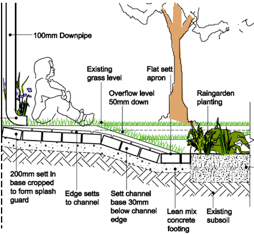 100mm Downpipe
Existing
grass level
Flat sett
apron
Overflow level
50mm down
Raingarden
planting
200mm sett in
base cropped
to form splash
guard
Edge setts
to channel
Sett channel
base 30mm
below channel
edge
Lean mix
concrete
footing
Existing
subsoil